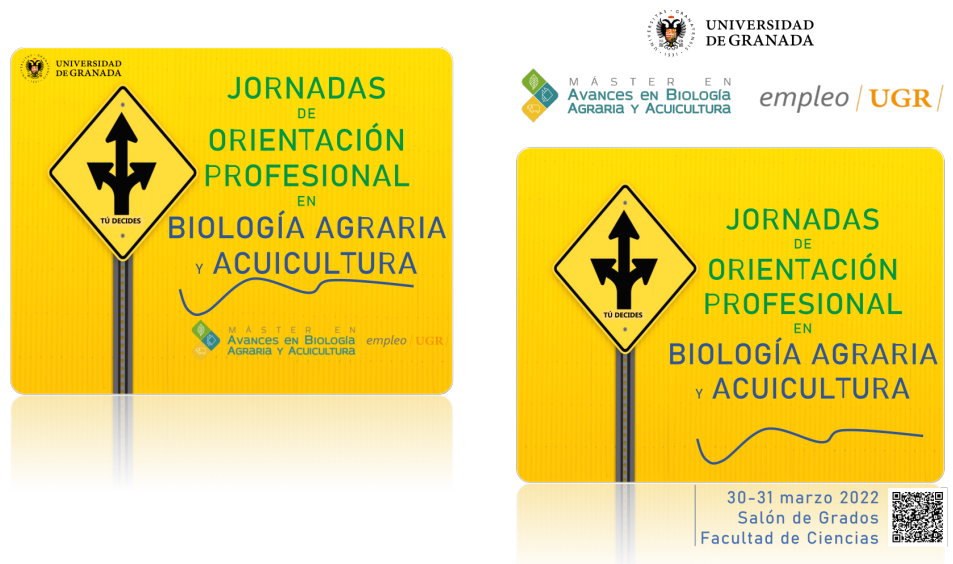 UNIVERSIDAD
DE GRANADA
JORNADAS
DE
ORIENTACIÓN
PROFESIONAL
EN
BIOLOGÍA AGRARIA
Y ACUICULTURA
TÚ DECIDES
MÁSTER EN
AVANCES EN BIOLOGÍA
AGRARIA Y ACUICULTURA
empleo / UGR /
UNIVERSIDAD
DE GRANADA
MÁSTER EN
AVANCES EN BIOLOGÍA
AGRARIA Y ACUICULTURA
empleo / UGR /
JORNADAS
DE
ORIENTACIÓN
PROFESIONAL
EN
BIOLOGÍA AGRARIA
Y ACUICULTURA
TÚ DECIDES
30-31 marzo 2022
Salón de Grados
Facultad de Ciencias